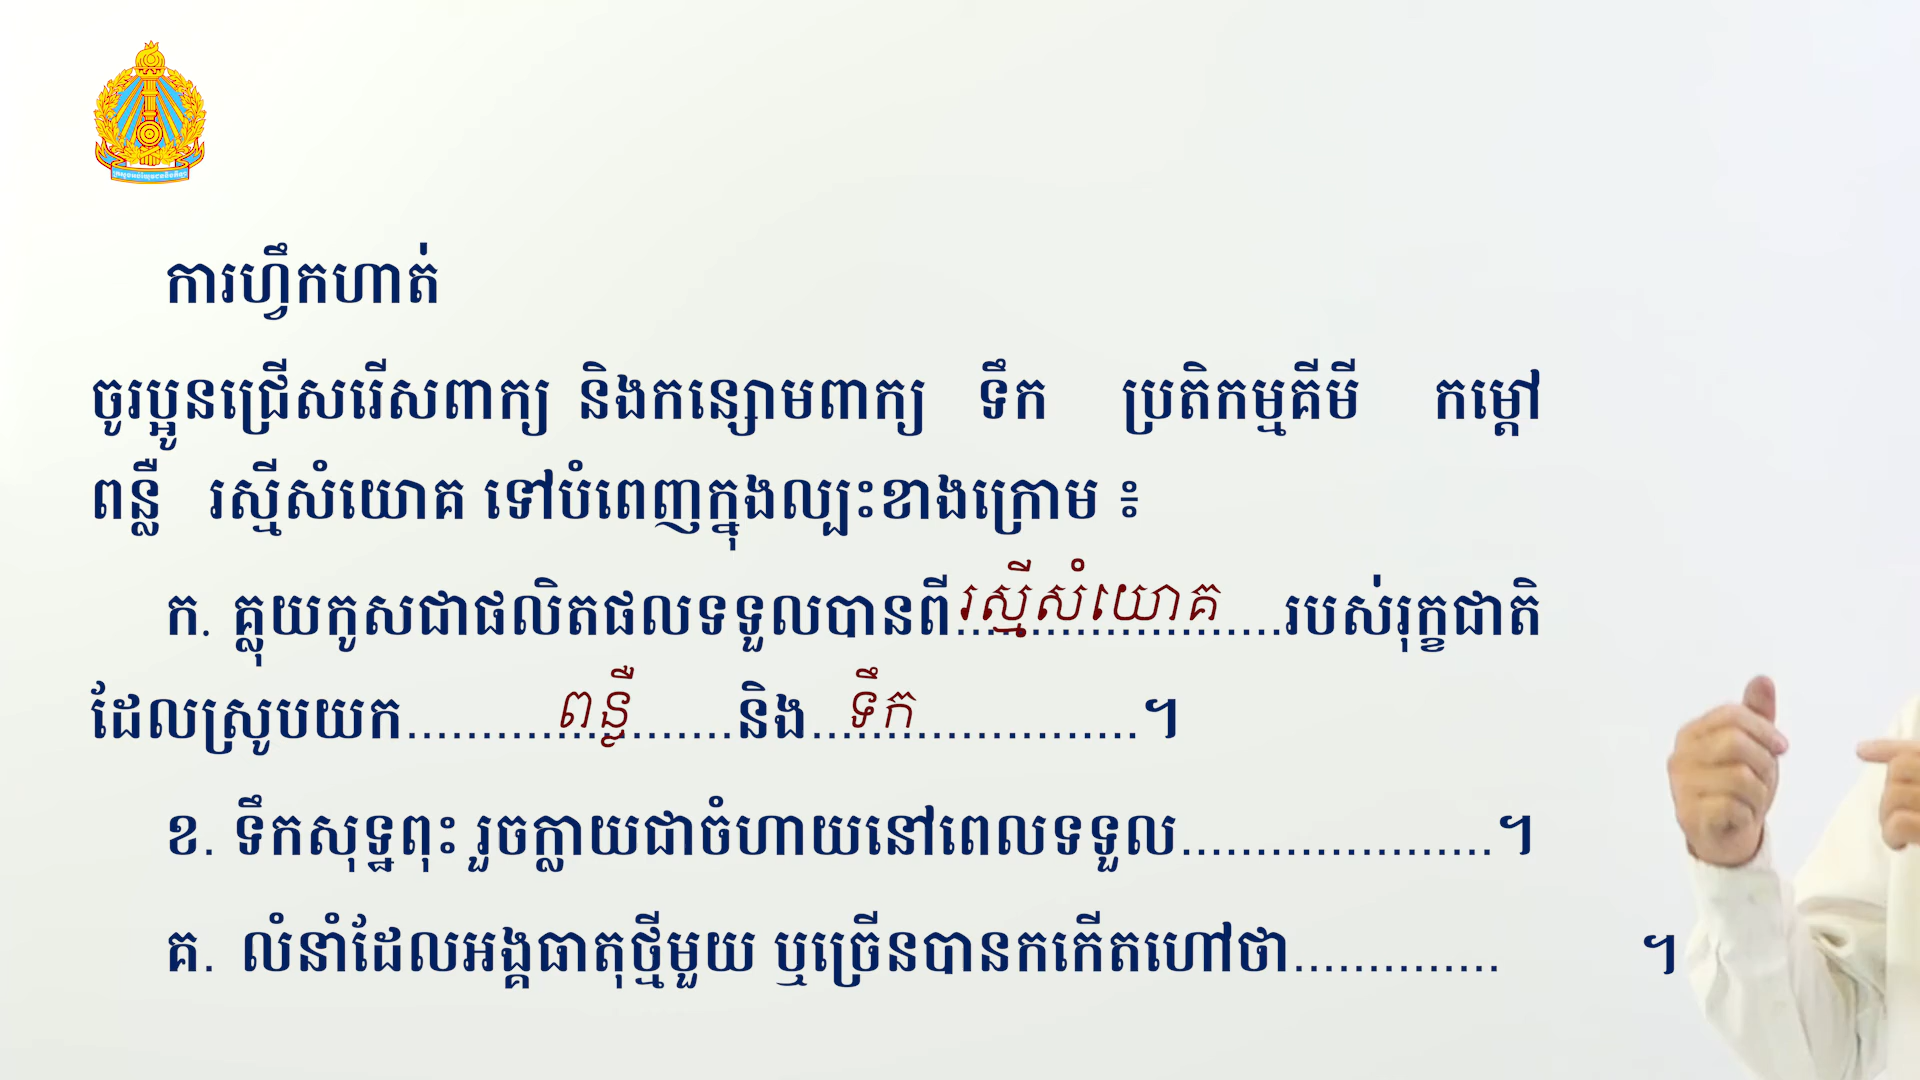 ការហ្វឹកហាត់
ចូរប្អូនជ្រើសរើសពាក្យ និងកន្សោមពាក្យ ទឹក ប្រតិកម្មគីមី កម្ដៅ
ពន្លឺ រស្មីសំយោគ ទៅបំពេញក្នុងល្បះខាងក្រោម ៖
ក. គ្លុយកូសជាផលិតផលទទួលបានពី......រស្មីសំយោគ......របស់រុក្ខជាតិ
ដែលស្រូបយក..........ពន្លឺ..........និង....ទឹក..................។
ខ. ទឹកសុទ្ធពុះ រួចក្លាយជាចំហាយនៅពេលទទួល.....................។
គ. លំនាំដែលអង្គធាតុថ្មីមួយ ឬច្រើនបានកកើតហៅថា.............. ។